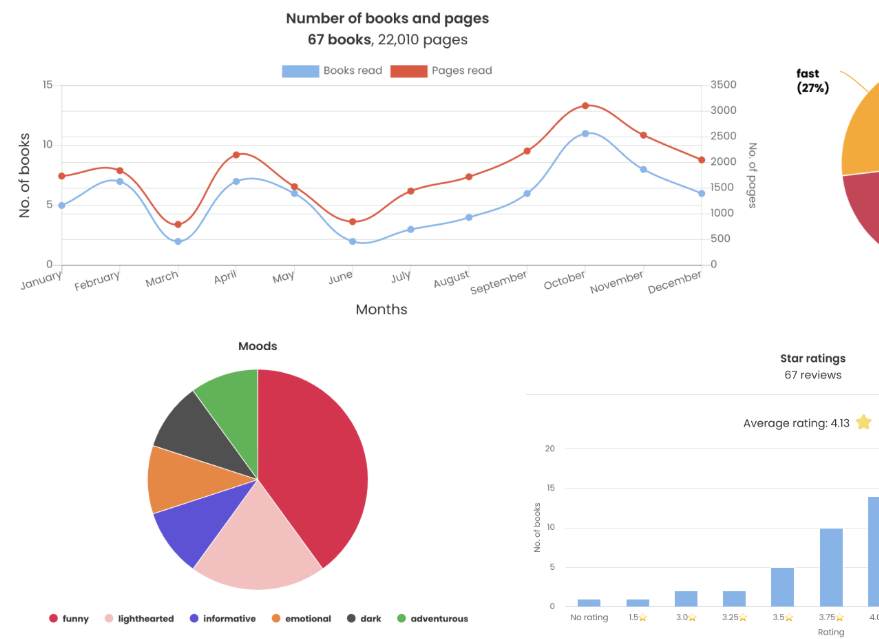 Number of books and pages
67 books, 22,010 pages
Books read Pages read
15
10
5
0
No. of books
3500
3000
2500
2000
1500
1000
500
0
No. of pages
January February March April May June July August September October November December
Months
fast
(27%)
Moods
funny lighthearted informative emotional dark adventurous
Star ratings
67 reviews
Average rating: 4.13
20
15
10
5
0
No. of books
No rating 1.5 3.0 3.25 3.5 3.75 4.0
Rating